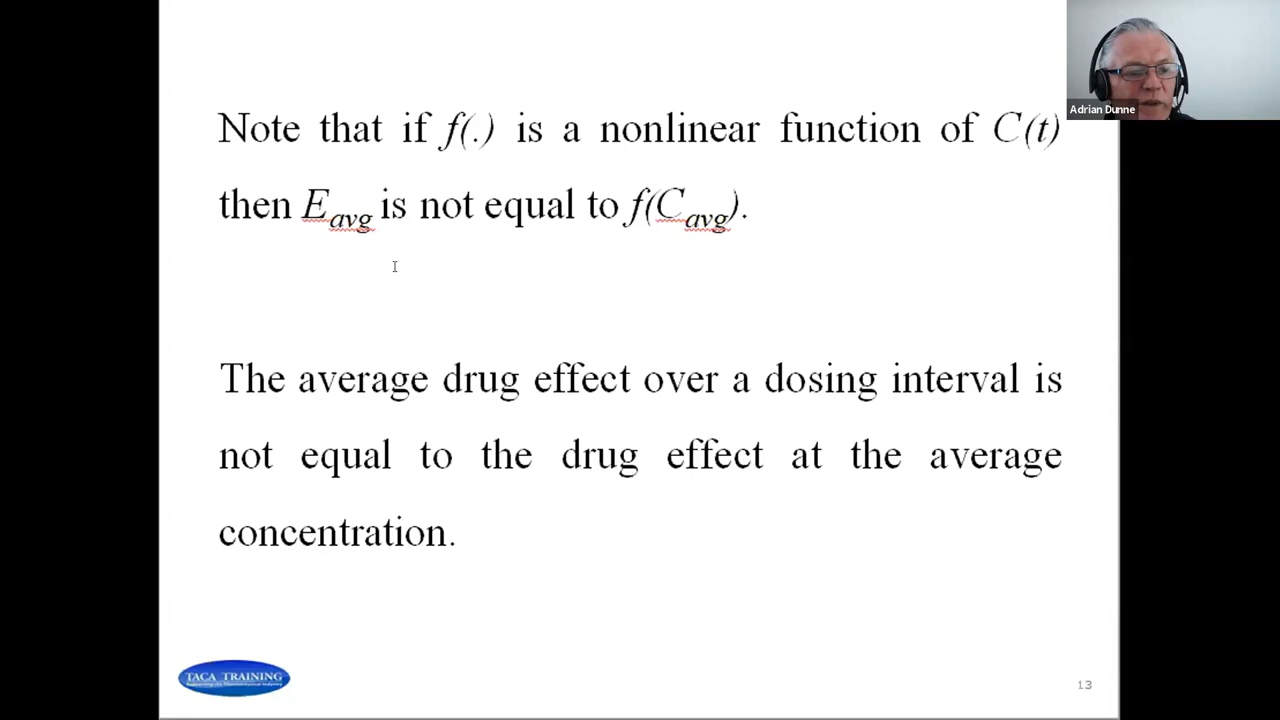 Adrian Dunne
Note that if f(.) is a nonlinear function of C(t)
then Eavg is not equal to f(Cavg).
The average drug effect over a dosing interval is
not equal to the drug effect at the average
concentration.
TACA TRAINING
13